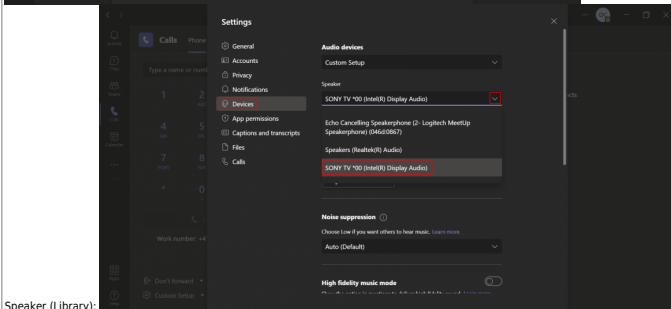 Settings
Calls Phone
Type a name or numb
General
Accounts
Privacy
Notifications
Devices
App permissions
Captions and transcripts
Files
Calls
Audio devices
Custom Setup
Speaker
SONY TV *00 (Intel(R) Display Audio)
Echo Cancelling Speakerphone (2- Logitech MeetUp
Speakerphone) (046d:0867)
Speakers (Realtek(R) Audio)
SONY TV *00 (Intel(R) Display Audio)
Noise suppression
Choose Low if you want others to hear music. Learn more
Auto (Default)
High fidelity music mode
1
2
4
5
7
8
*
0
Work number: +4
Don't forward
Custom Setup
Speaker (Library):